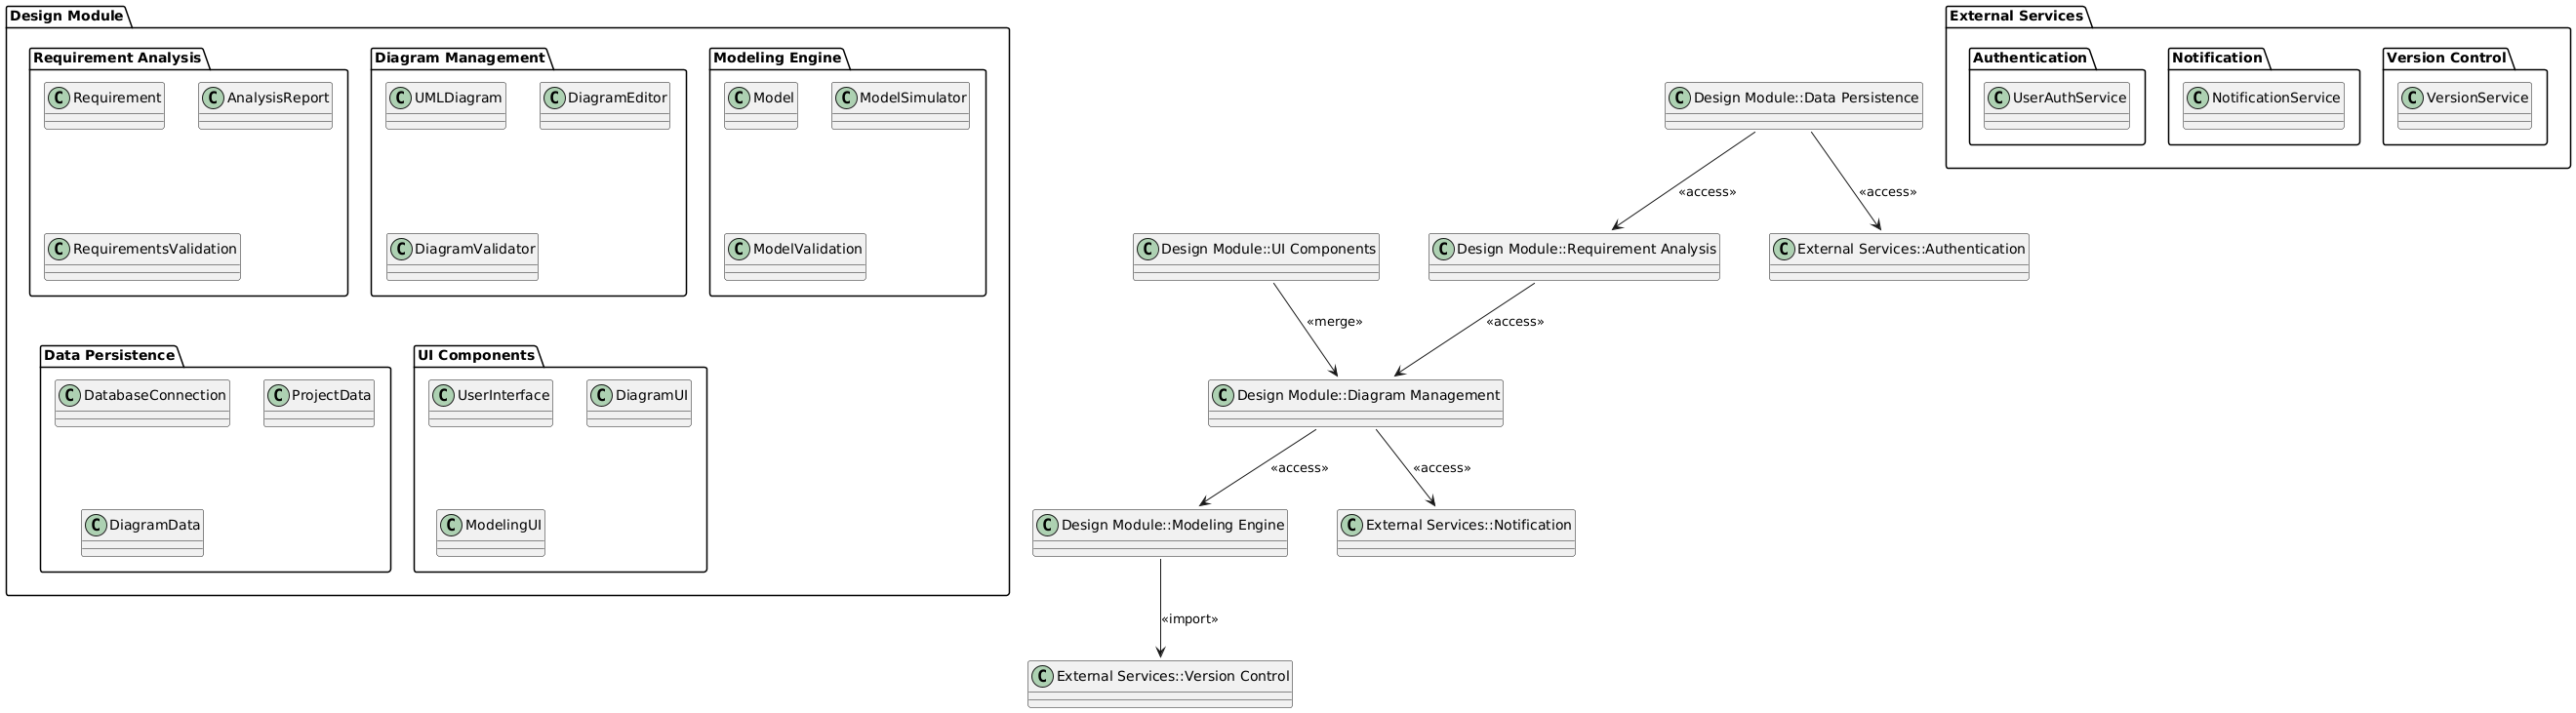 Design Module
Requirement Analysis
C Requirement
C AnalysisReport
C RequirementsValidation
Diagram Management
C UMLDiagram
C DiagramEditor
C DiagramValidator
Modeling Engine
C Model
C ModelSimulator
C ModelValidation
Data Persistence
C DatabaseConnection
C ProjectData
C DiagramData
UI Components
C UserInterface
C DiagramUI
C ModelingUI
C Design Module::Data Persistence
«access»
«access»
C Design Module::UI Components
C Design Module::Requirement Analysis
C External Services::Authentication
«merge»
«access»
C Design Module::Diagram Management
«access»
«access»
C Design Module::Modeling Engine
C External Services::Notification
«import»
C External Services::Version Control
External Services
Authentication
C UserAuthService
Notification
C NotificationService
Version Control
C VersionService